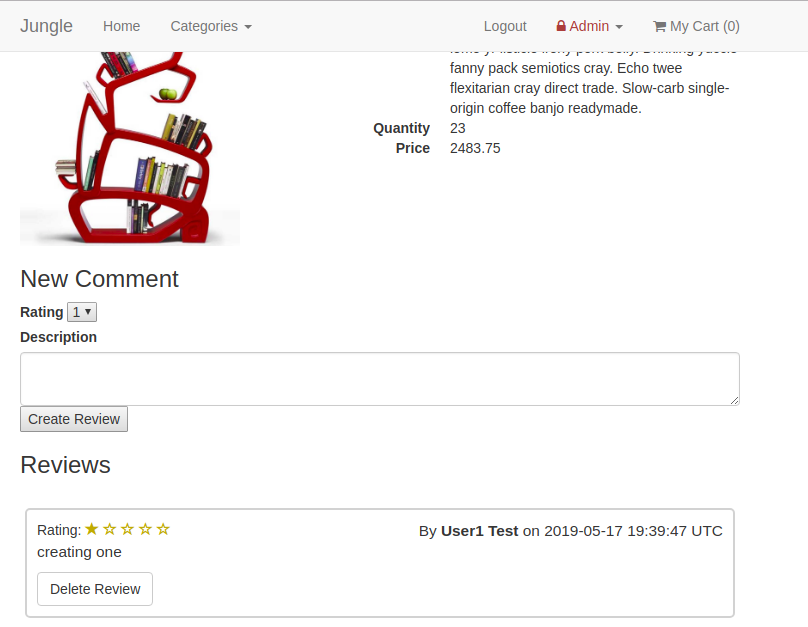 Jungle Home Categories Logout Admin My Cart (0)
fanny pack semiotics cray. Echo twee
flexitarian cray direct trade. Slow-carb single-
origin coffee banjo readymade.
Quantity 23
Price 2483.75
New Comment
Rating 1
Description
Create Review
Reviews
Rating: ★ ☆ ☆ ☆ ☆ By User1 Test on 2019-05-17 19:39:47 UTC
creating one
Delete Review